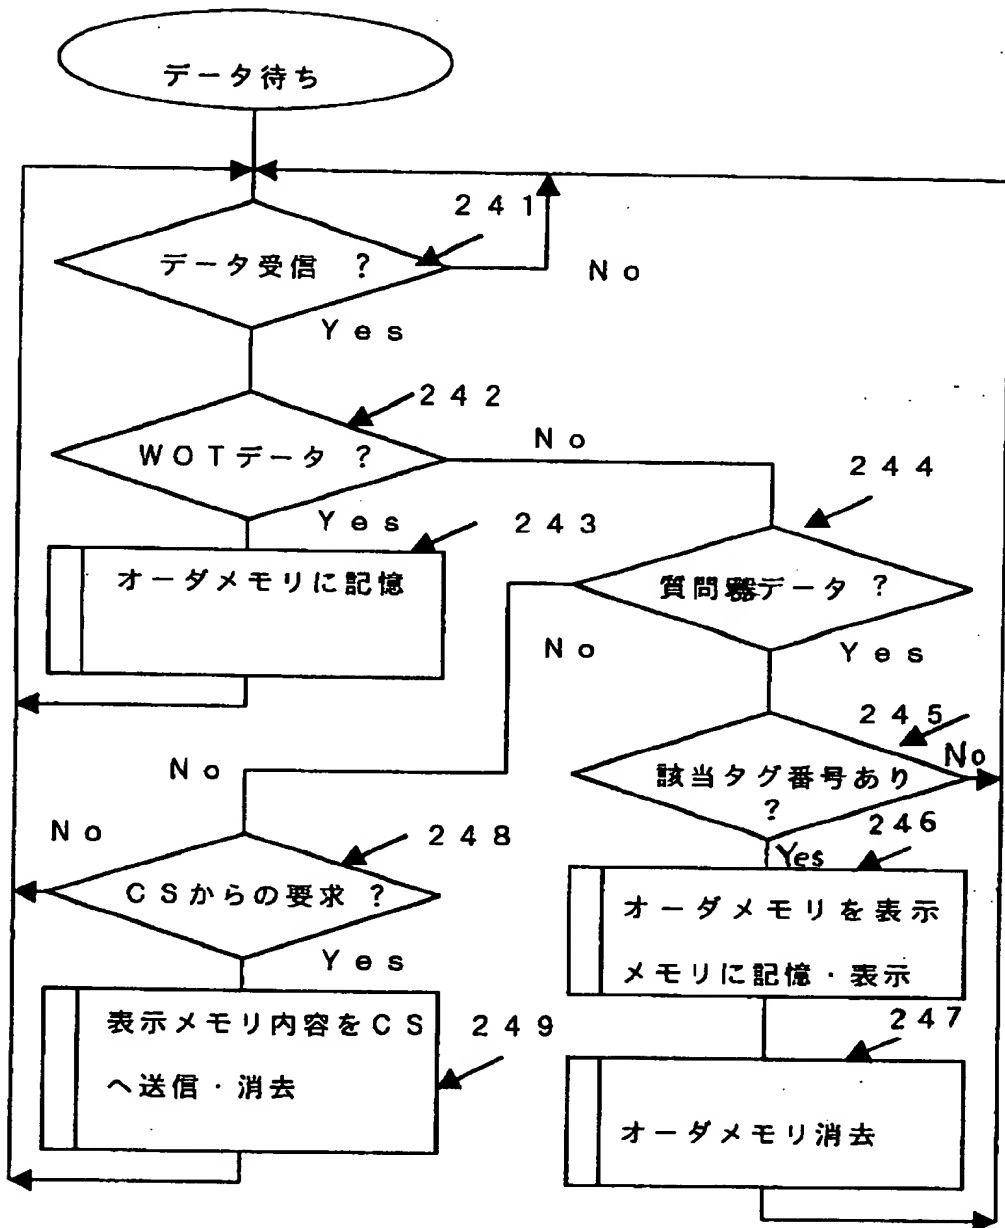 データ待ち
241
データ受信 ?
No
Yes
242
WOTデータ ?
No
244
Yes
243
オーダメモリに記憶
質問器データ ?
No
Yes
245
No
該当タグ番号あり
?
No
No
248
246
Yes
CSからの要求 ?
オーダメモリを表示
メモリに記憶・表示
Yes
表示メモリ内容をCS
へ送信・消去
249
247
オーダメモリ消去